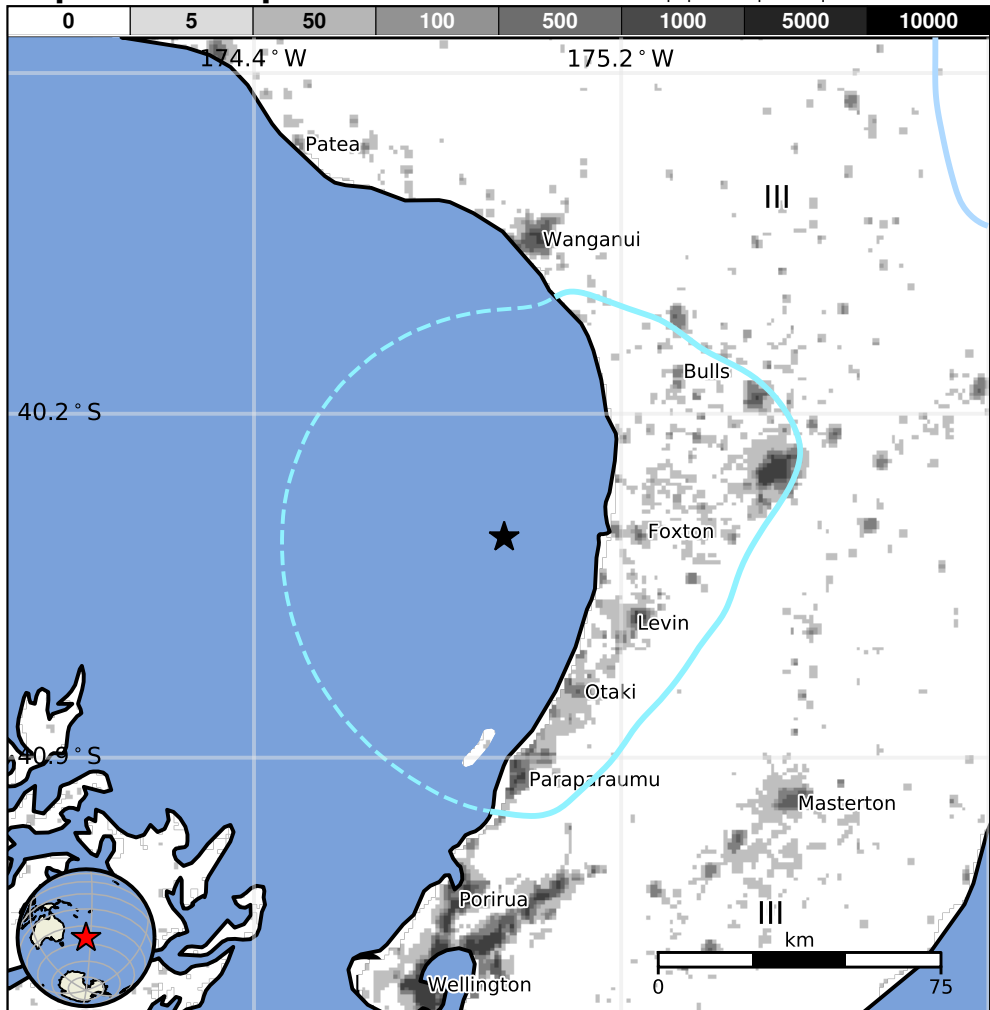 0 5 50 100 500 1000 5000 10000
174.4°W 175.2°W
Patea
III
Wanganui
Bulls
40.2°S
Foxton
Levin
Otaki
40.9°S
Paraparaumu
Masterton
Porirua
III
km
Wellington
0 75